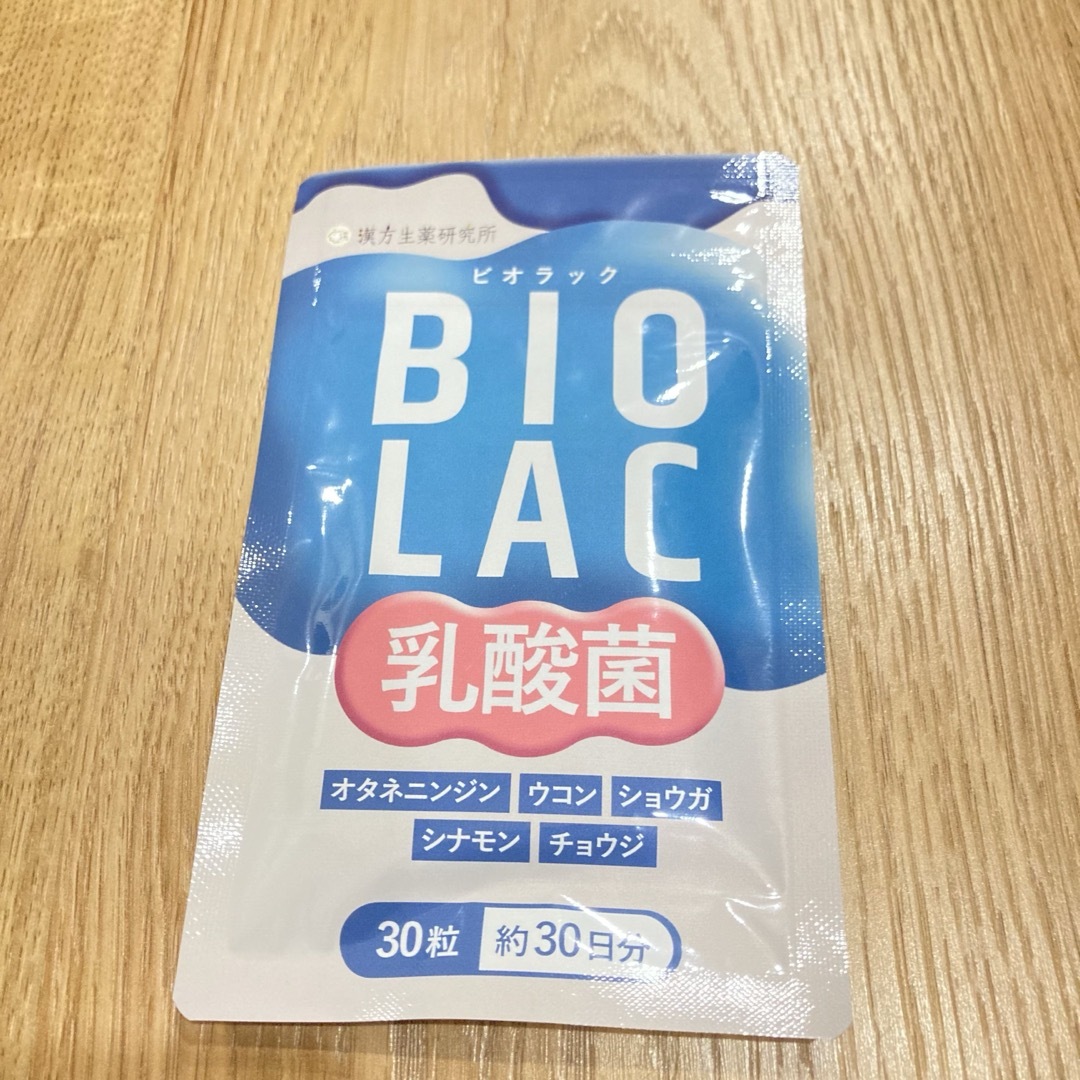 漢方生薬研究所
ビオラック
BIO
LAC
乳酸菌
オタネニンジン ウコン ショウガ
シナモン チョウジ
30粒 約30日分